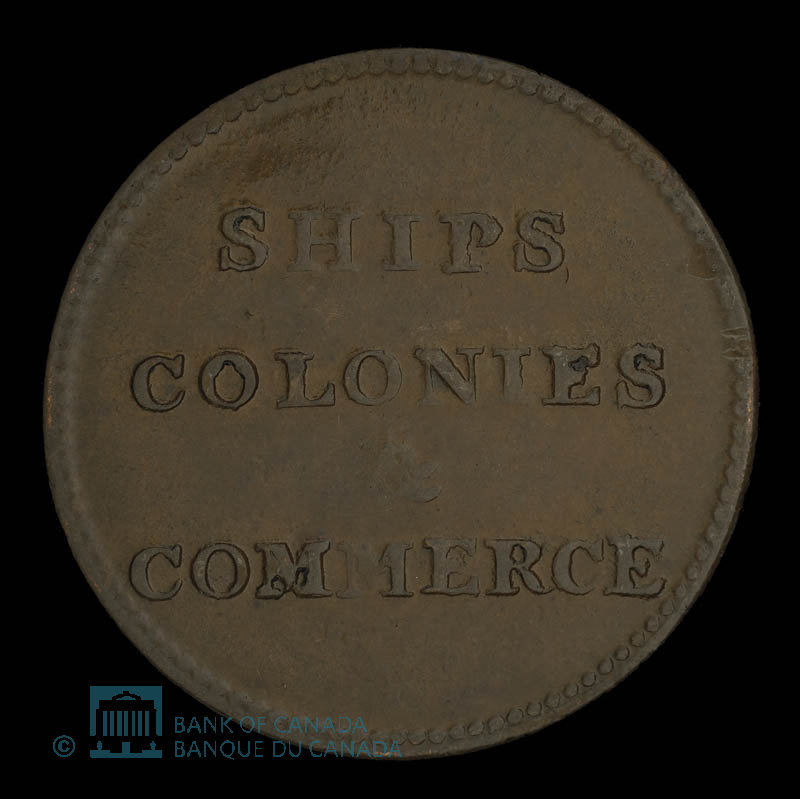 SHIPS
COLONIES
&
COMMERCE
© BANK OF CANADA
BANQUE DU CANADA